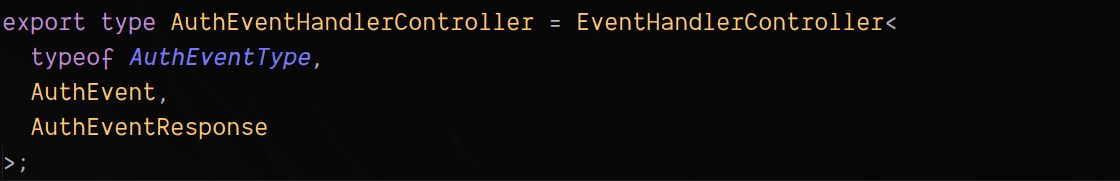 export type AuthEventHandlerController = EventHandlerController<
  typeof AuthEventType,
  AuthEvent,
  AuthEventResponse
>;